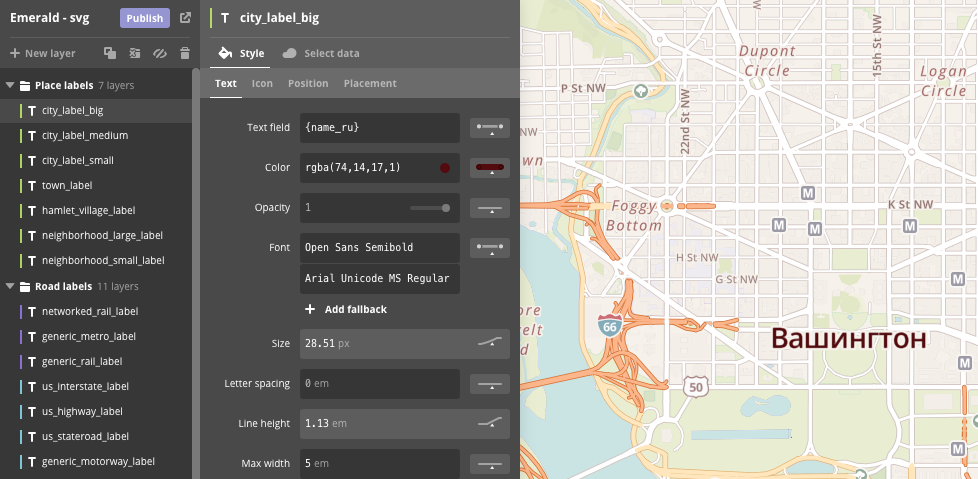 Emerald - svg
Publish
New layer
Place labels 7 layers
city_label_big
city_label_medium
city_label_small
town_label
hamlet_village_label
neighborhood_large_label
neighborhood_small_label
Road labels 11 layers
networked_rail_label
generic_metro_label
generic_rail_label
us_interstate_label
us_highway_label
us_stateroad_label
generic_motorway_label
T city_label_big
Style
Select data
Text
Icon
Position
Placement
Text field {name_ru}
Color rgba(74,14,17,1)
Opacity 1
Font Open Sans Semibold
Arial Unicode MS Regular
+ Add fallback
Size 28.51 px
Letter spacing 0 em
Line height 1.13 em
Max width 5 em
Dupont
Circle
15th St NW
Logan
Circle
P St NW
22nd St NW
NW
wn
M
K St NW
Foggy
Bottom
M
M
M
H St NW
G St NW
M
ore
elt
d
66
Вашингтон
50
M
M